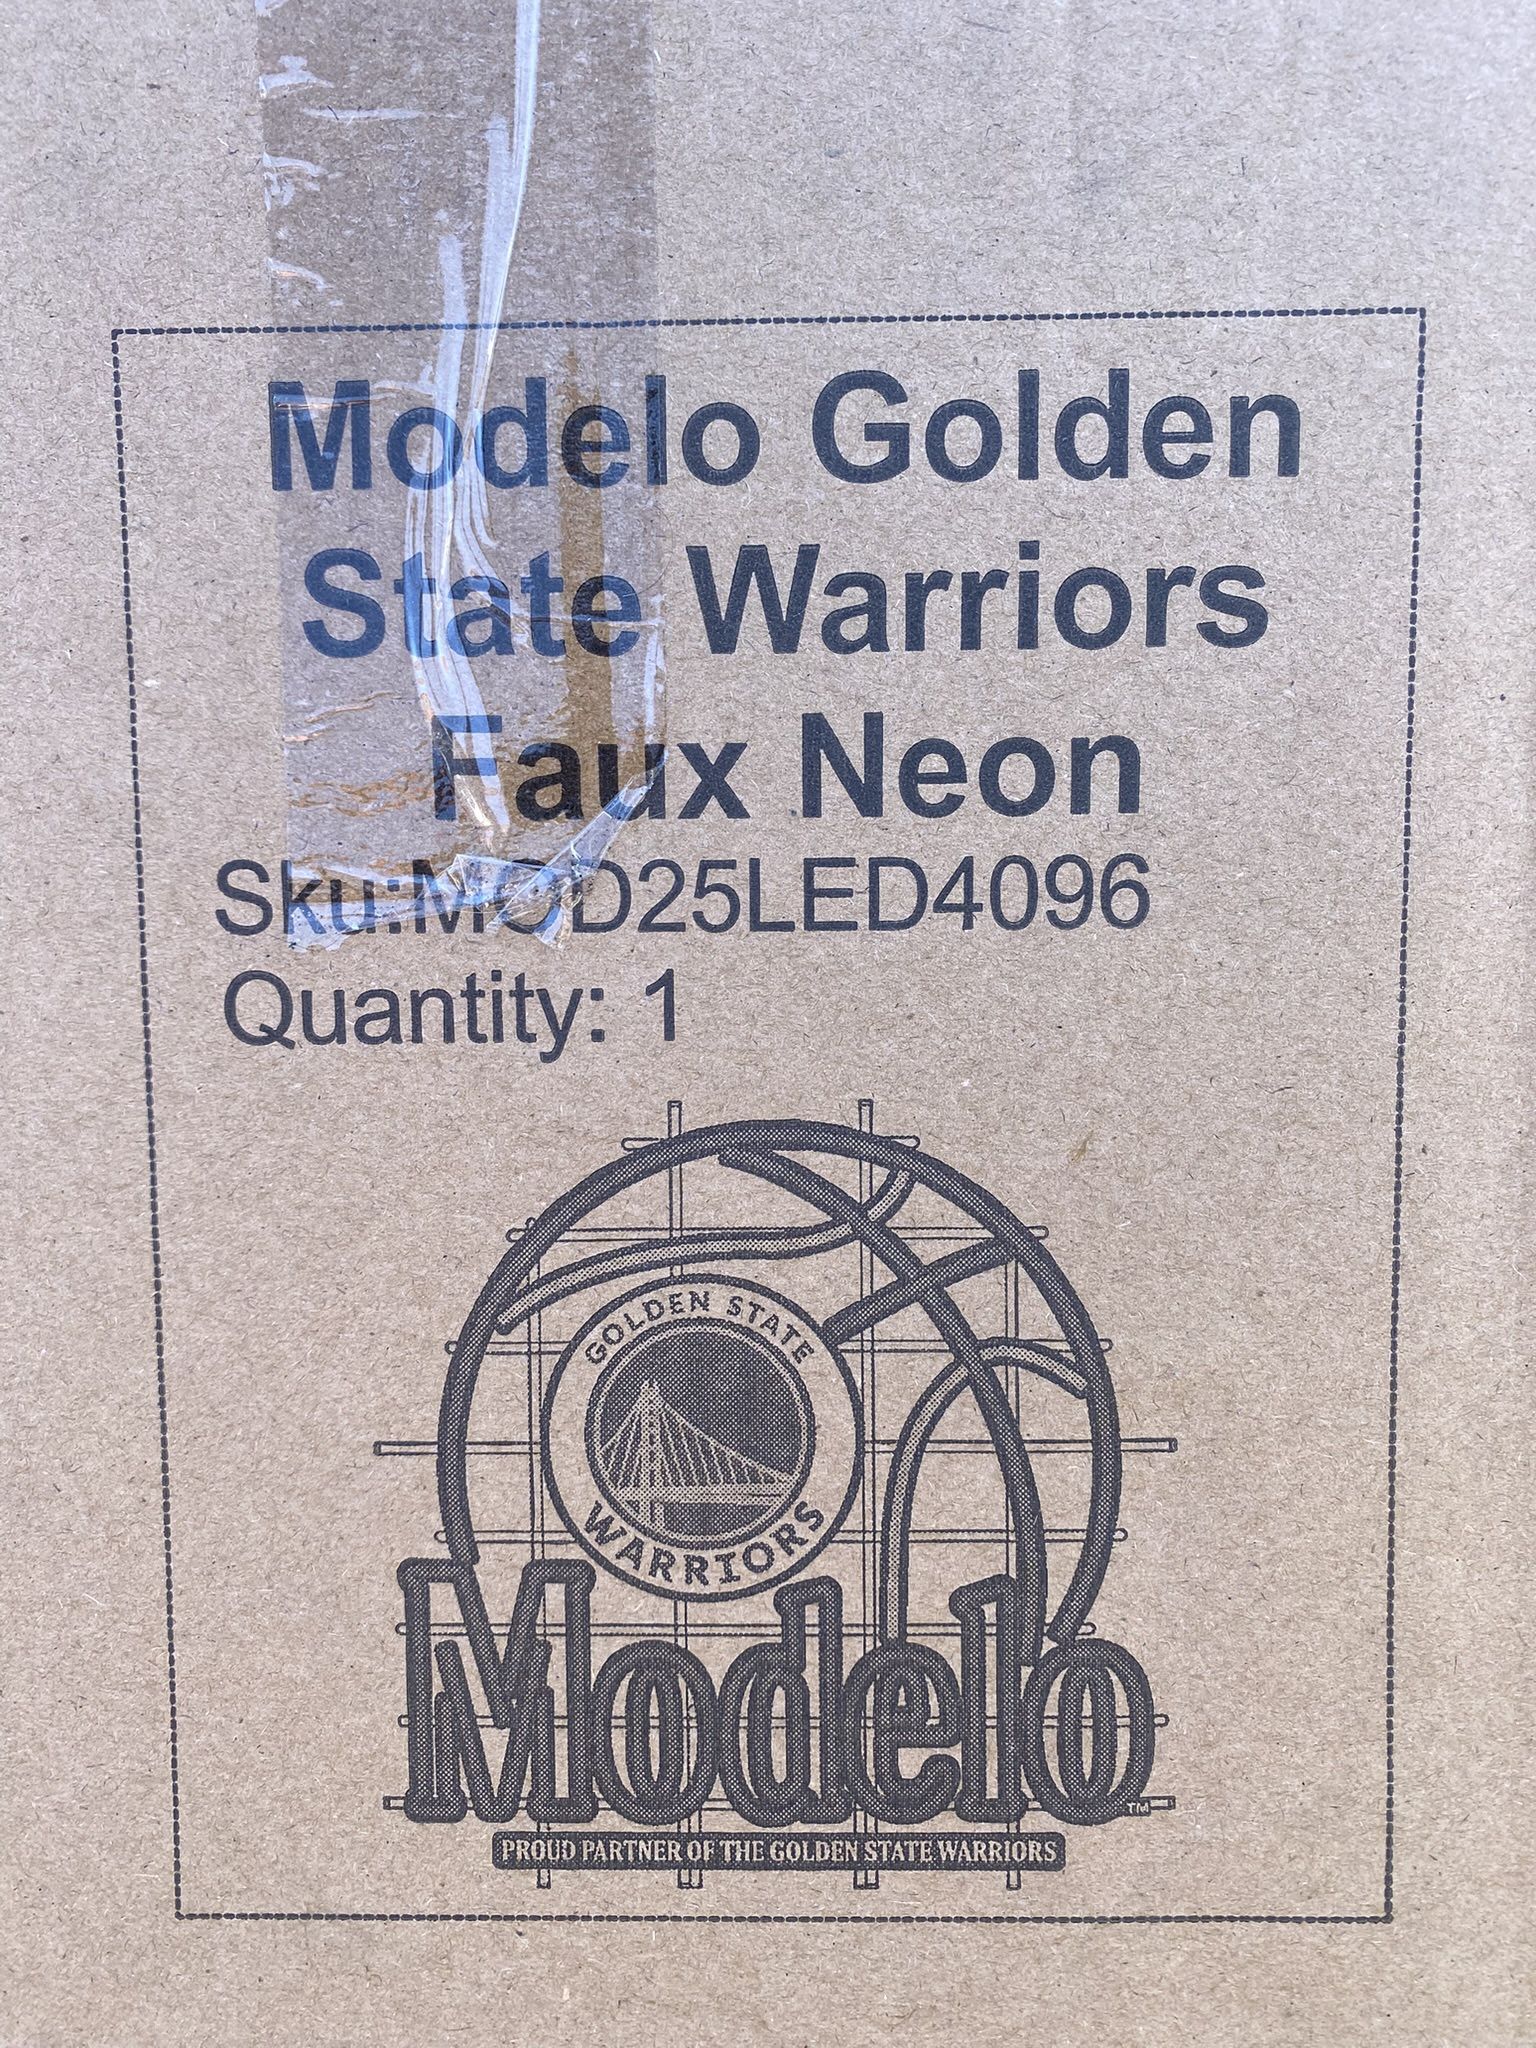 Modelo Golden
State Warriors
Faux Neon
Sku:MOD25LED4096
Quantity: 1
GOLDEN STATE
WARRIORS
Modelo™
PROUD PARTNER OF THE GOLDEN STATE WARRIORS